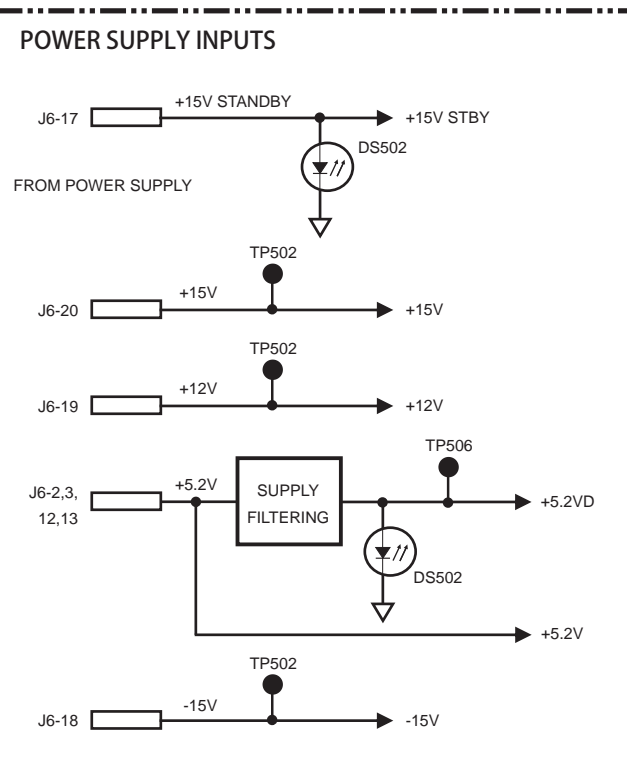 POWER SUPPLY INPUTS
J6-17
+15V STANDBY
+15V STBY
DS502
FROM POWER SUPPLY
TP502
J6-20
+15V
+15V
TP502
J6-19
+12V
+12V
TP506
J6-2,3,
12,13
+5.2V
SUPPLY
FILTERING
+5.2VD
DS502
+5.2V
TP502
J6-18
-15V
-15V